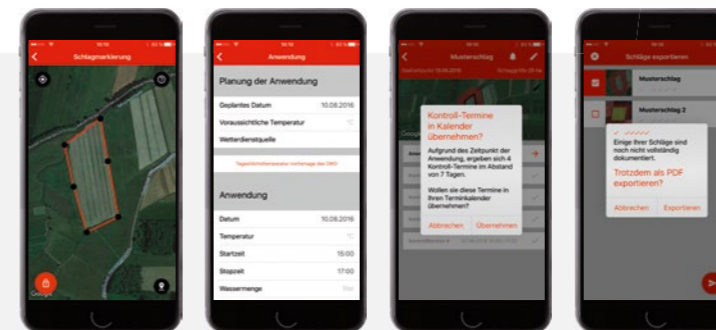 Schlagmarkierung
Google
Anwendung
Planung der Anwendung
Geplantes Datum 10.08.2016
Voraussichtliche Temperatur °C
Wetterdienstquelle
Anwendung
Datum 10.08.2016
Temperatur °C
Startzeit 15:00
Stopzeit 17:00
Wassermenge
Musterschlag
Kontroll-Termine
in Kalender
übernehmen?
Aufgrund des Zeitpunkt der
Anwendung, ergeben sich 4
Kontroll-Termine im Abstand
von 7 Tagen.
Wollen sie diese Termine in
Ihren Terminkalender
übernehmen?
Abbrechen Übernehmen
Schläge exportieren
Musterschlag
Musterschlag 2
Einige Ihrer Schläge sind
noch nicht vollständig
dokumentiert.
Trotzdem als PDF
exportieren?
Abbrechen Exportieren